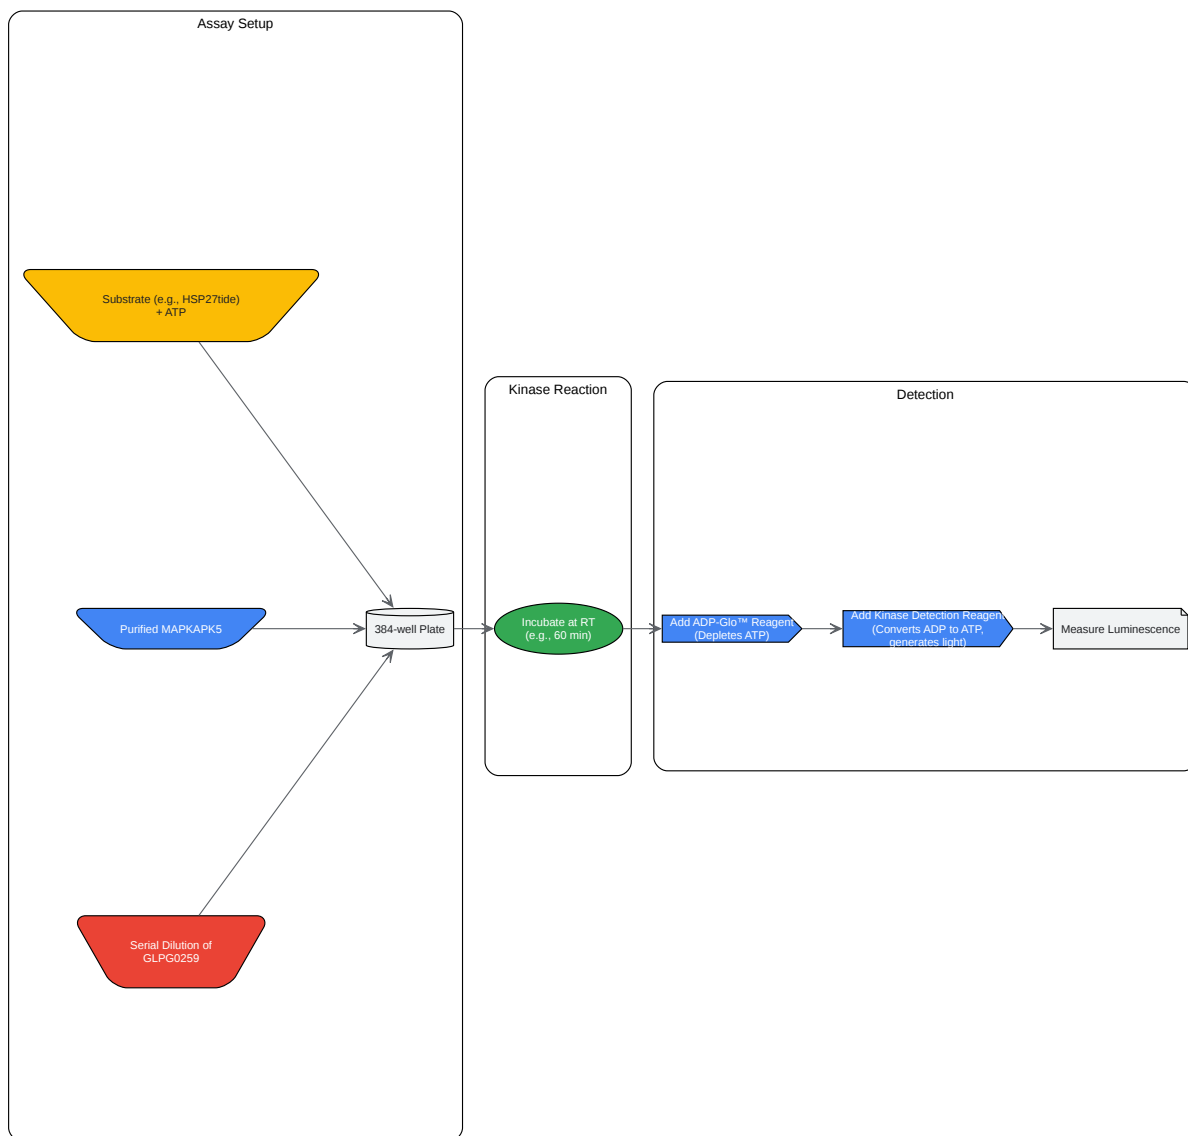 Assay Setup
Substrate (e.g., HSP27tide)
+ ATP
Purified MAPKAPK5
384-well Plate
Serial Dilution of
GLPG0259
Kinase Reaction
Incubate at RT
(e.g., 60 min)
Detection
Add ADP-Glo™ Reagent
(Depletes ATP)
Add Kinase Detection Reagent
(Converts ADP to ATP,
generates light)
Measure Luminescence